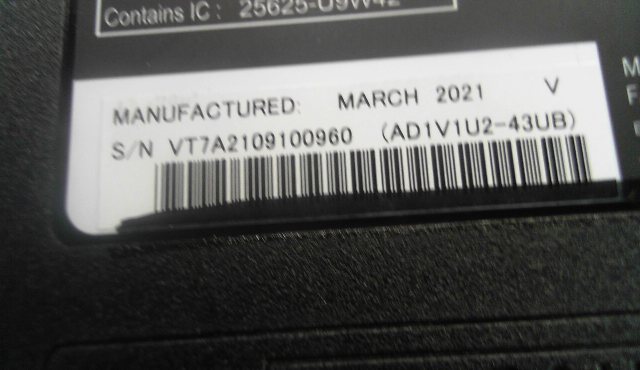 Contains IC: 25625-U9W42
MANUFACTURED: MARCH 2021 V
S/N VT7A2109100960 (AD1V1U2-43UB)
M
F